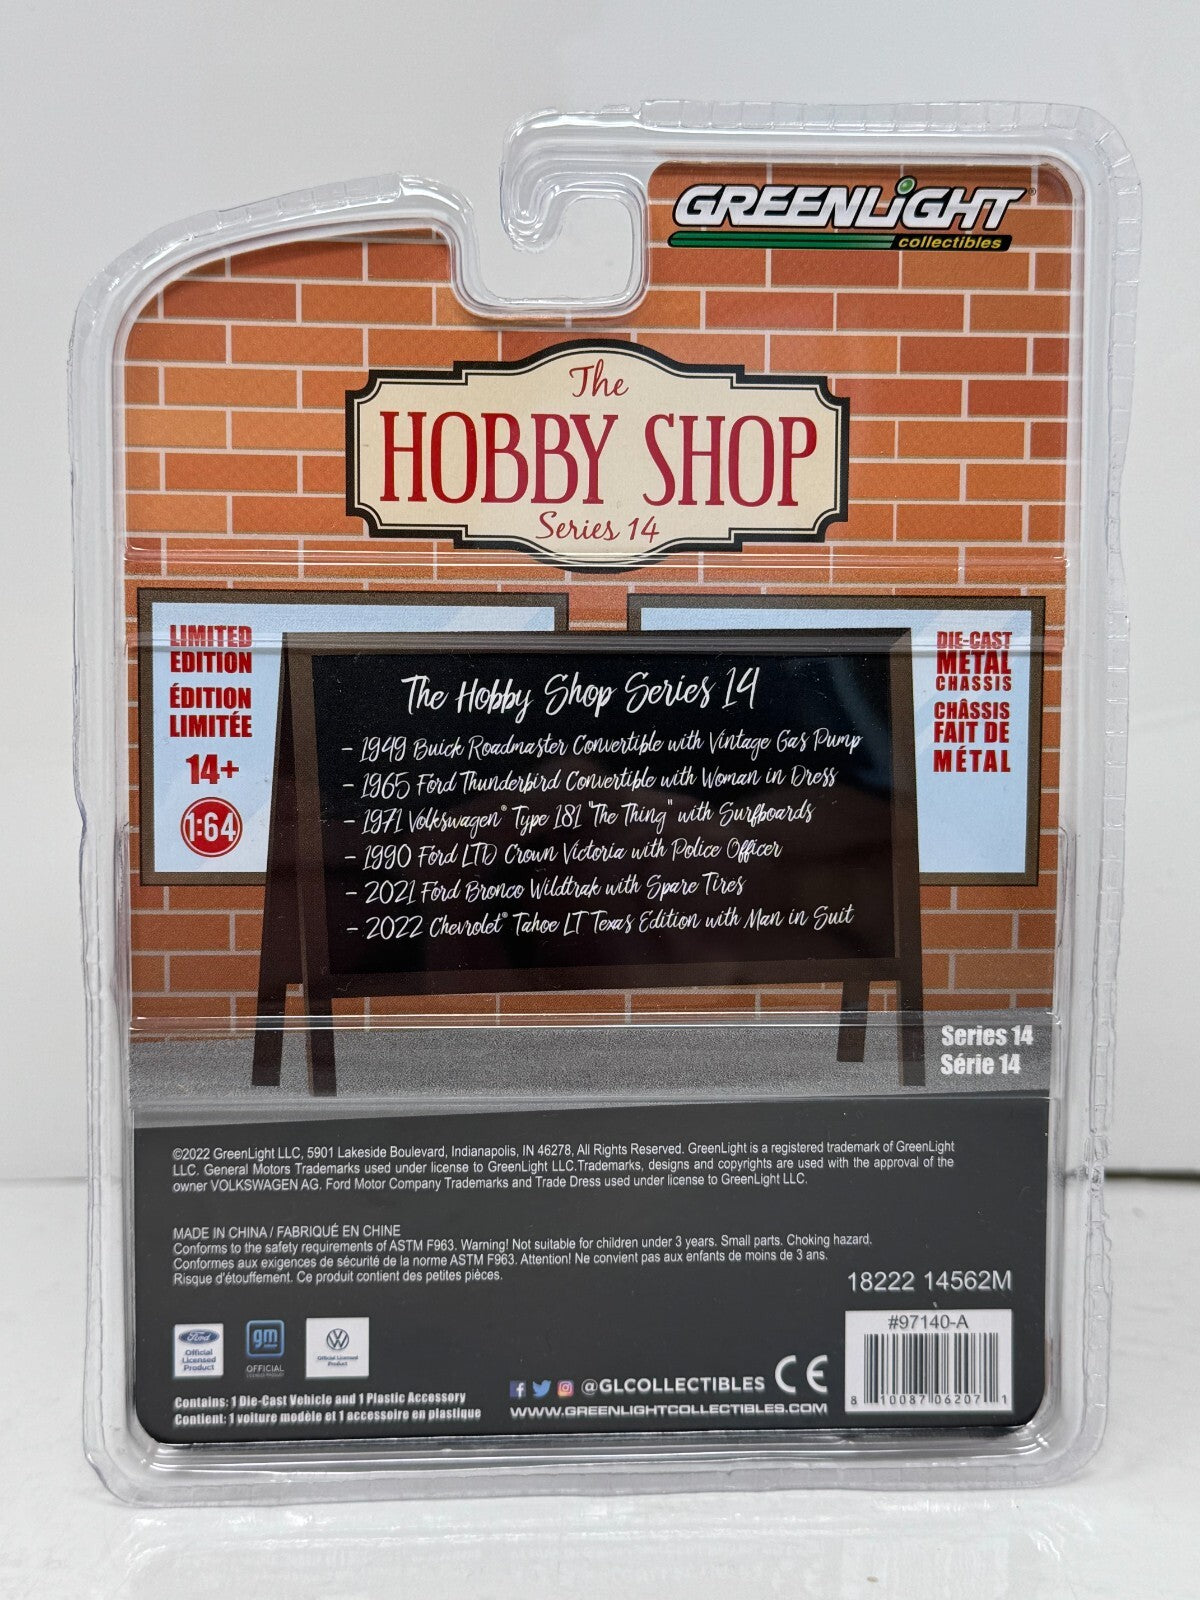 GREENLiGHT®
collectibles
The
HOBBY SHOP
Series 14
LIMITED
EDITION
ÉDITION
LIMITÉE
14+
1:64
DIE-CAST
METAL
CHASSIS
CHÂSSIS
FAIT DE
MÉTAL
The Hobby Shop Series 14
- 1949 Buick Roadmaster Convertible with Vintage Gas Pump
- 1965 Ford Thunderbird Convertible with Woman in Dress
- 1971 Volkswagen® Type 181 "The Thing" with Surfboards
- 1990 Ford LTD Crown Victoria with Police Officer
- 2021 Ford Bronco Wildtrak with Spare Tires
- 2022 Chevrolet® Tahoe LT Texas Edition with Man in Suit
Series 14
Série 14
©2022 GreenLight LLC, 5901 Lakeside Boulevard, Indianapolis, IN 46278, All Rights Reserved. GreenLight is a registered trademark of GreenLight
LLC. General Motors Trademarks used under license to GreenLight LLC.Trademarks, designs and copyrights are used with the approval of the
owner VOLKSWAGEN AG. Ford Motor Company Trademarks and Trade Dress used under license to GreenLight LLC.
MADE IN CHINA / FABRIQUÉ EN CHINE
Conforms to the safety requirements of ASTM F963. Warning! Not suitable for children under 3 years. Small parts. Choking hazard.
Conformes aux exigences de sécurité de la norme ASTM F963. Attention! Ne convient pas aux enfants de moins de 3 ans.
Risque d'étouffement. Ce produit contient des petites pièces.
18222 14562M
#97140-A
8 10087 06207 1
Ford
Official
Licensed
Product
gm
OFFICIAL
LICENSED PRODUCT
Official Licensed
Product
Contains: 1 Die-Cast Vehicle and 1 Plastic Accessory
Contient: 1 voiture modèle et 1 accessoire en plastique
@GLCOLLECTIBLES
WWW.GREENLIGHTCOLLECTIBLES.COM
CE